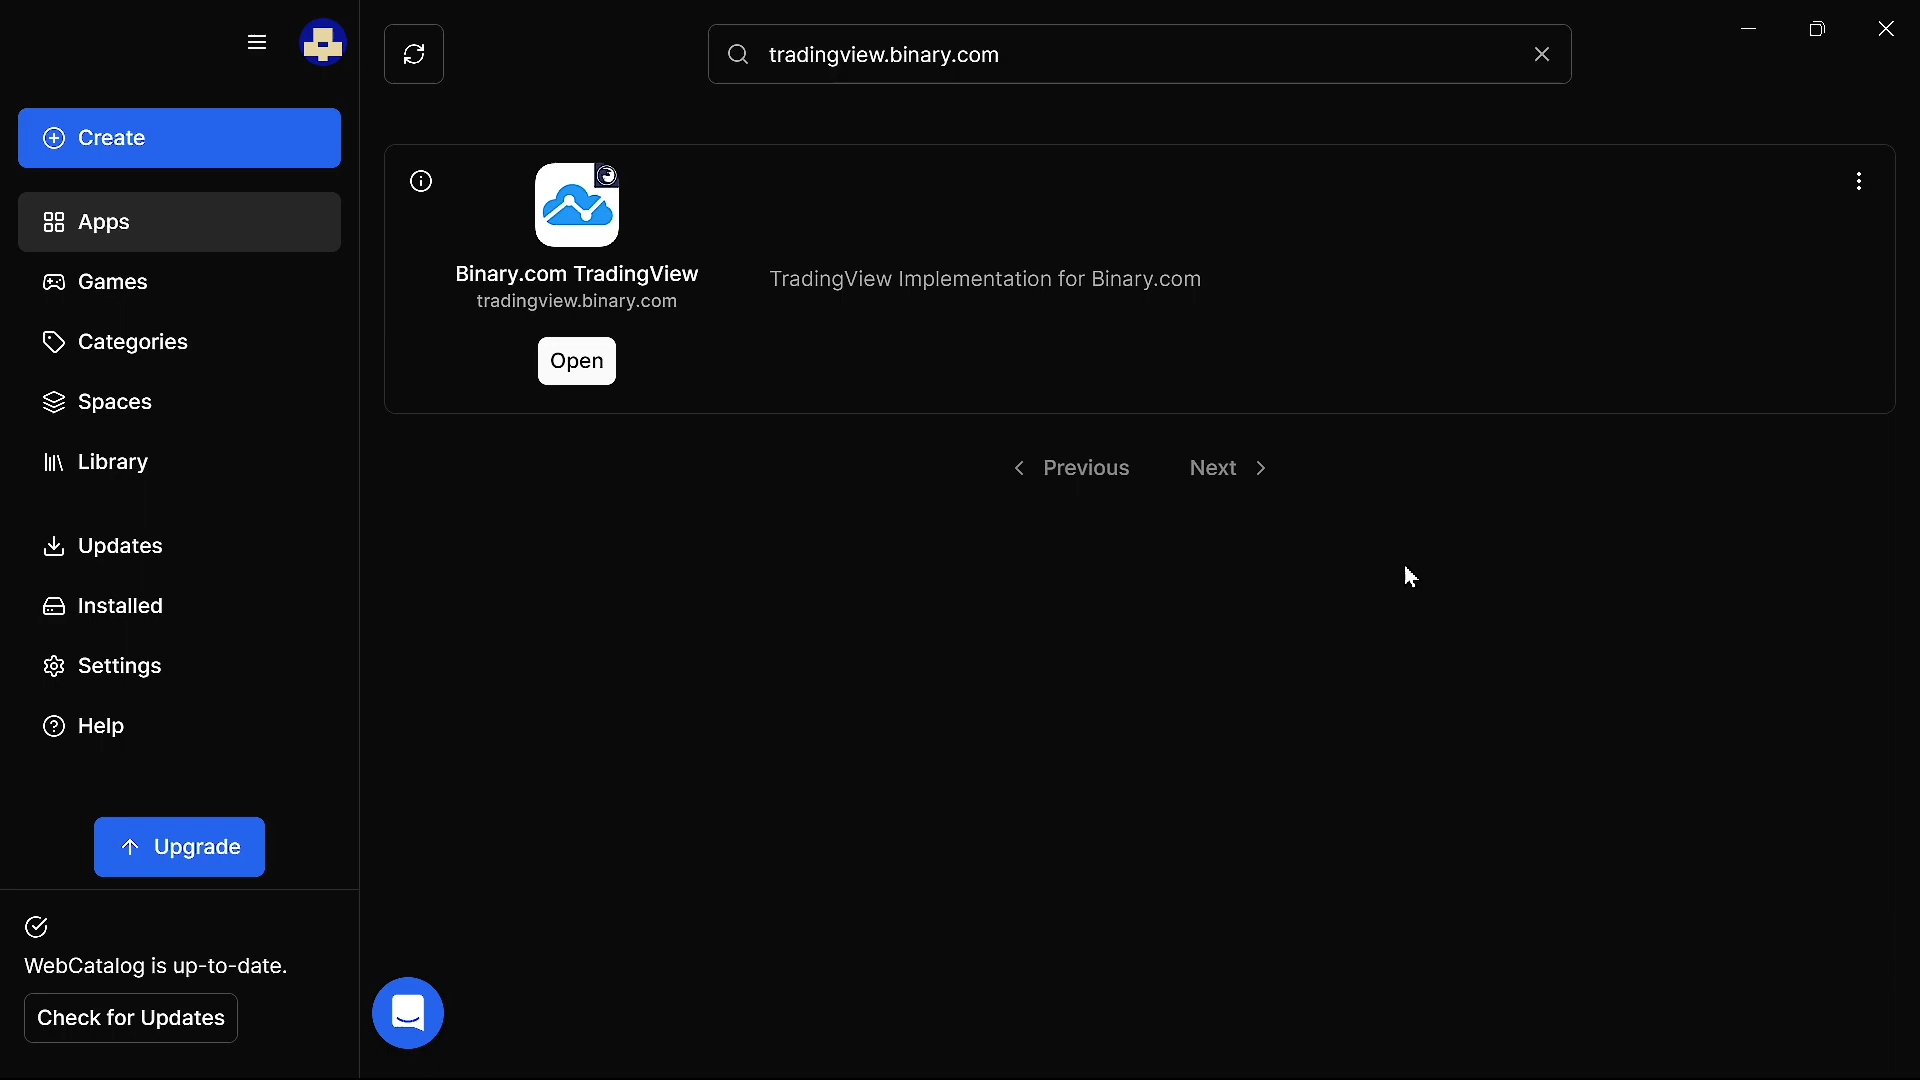 tradingview.binary.com
Create
Apps
Games
Categories
Spaces
Library
Updates
Installed
Settings
Help
Upgrade
WebCatalog is up-to-date.
Check for Updates
Binary.com TradingView
tradingview.binary.com
TradingView Implementation for Binary.com
Open
Previous
Next